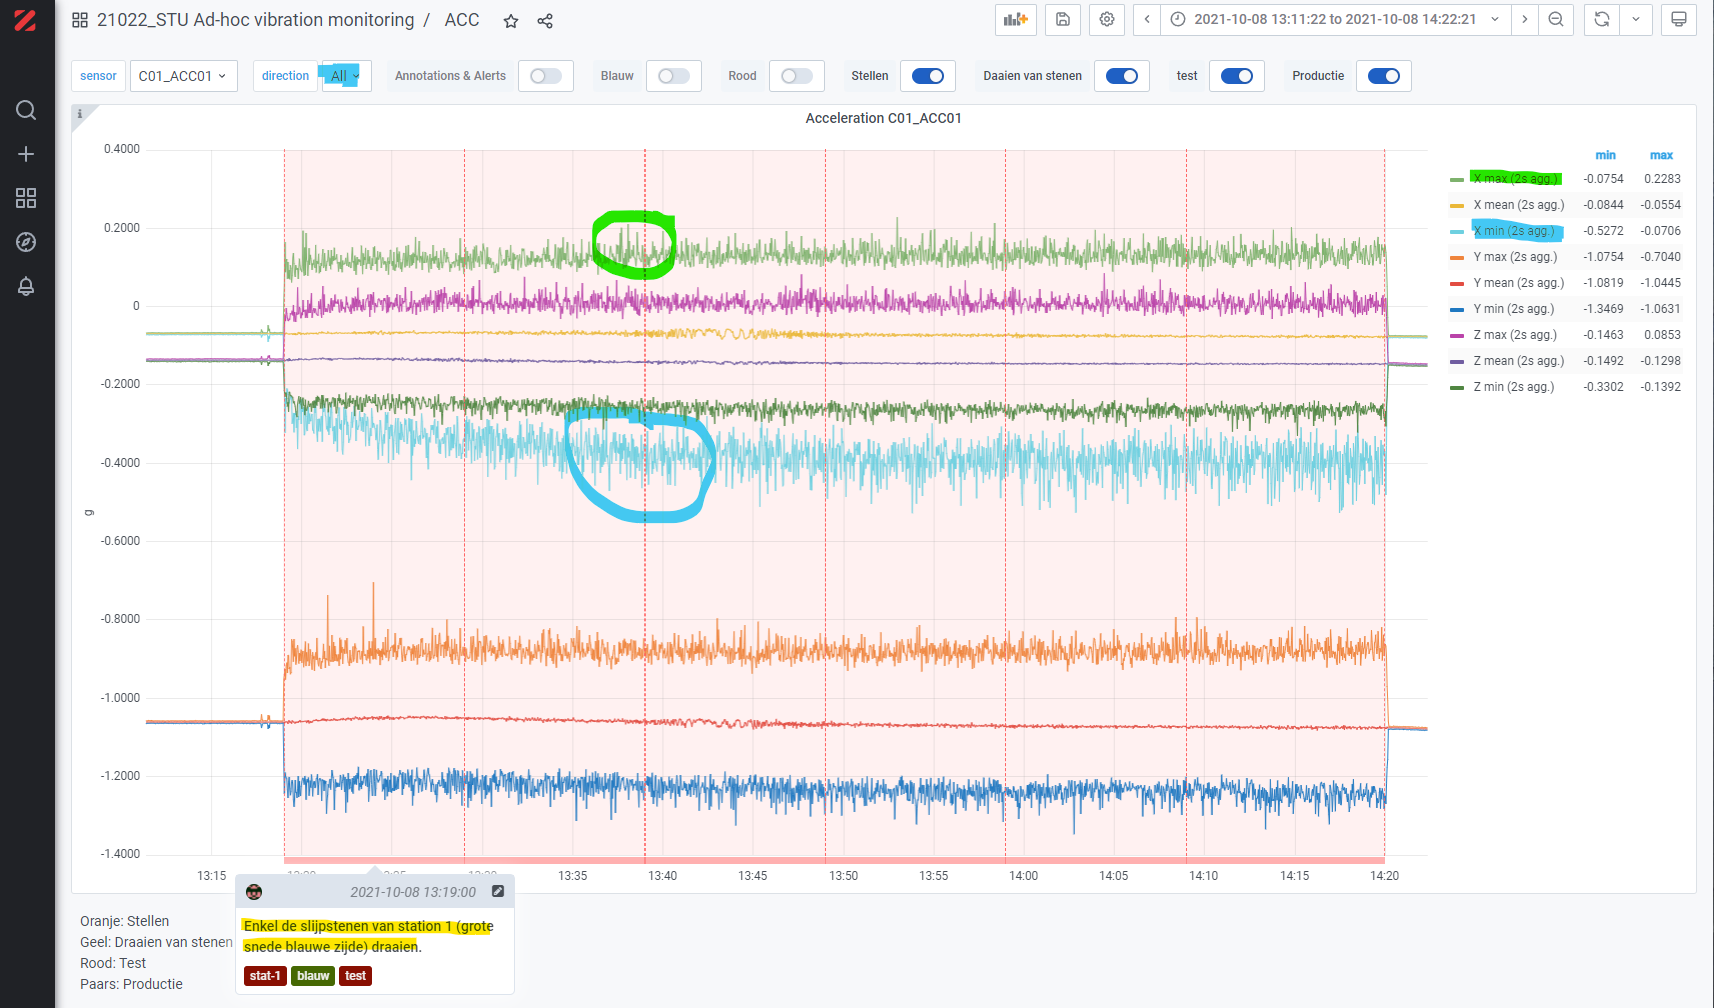 21022_STU Ad-hoc vibration monitoring / ACC
2021-10-08 13:11:22 to 2021-10-08 14:22:21
sensor C01_ACC01 direction All Annotations & Alerts Blauw Rood Stellen Daaien van stenen test Productie
i
Acceleration C01_ACC01
min max
X max (2s agg.) -0.0754 0.2283
X mean (2s agg.) -0.0844 -0.0554
X min (2s agg.) -0.5272 -0.0706
Y max (2s agg.) -1.0754 -0.7040
Y mean (2s agg.) -1.0819 -1.0445
Y min (2s agg.) -1.3469 -1.0631
Z max (2s agg.) -0.1463 0.0853
Z mean (2s agg.) -0.1492 -0.1298
Z min (2s agg.) -0.3302 -0.1392
0.4000
0.2000
0
-0.2000
-0.4000
g
-0.6000
-0.8000
-1.0000
-1.2000
-1.4000
13:15 13:35 13:40 13:45 13:50 13:55 14:00 14:05 14:10 14:15 14:20
2021-10-08 13:19:00
Enkel de slijpstenen van station 1 (grote
snede blauwe zijde) draaien.
stat-1 blauw test
Oranje: Stellen
Geel: Draaien van stenen
Rood: Test
Paars: Productie